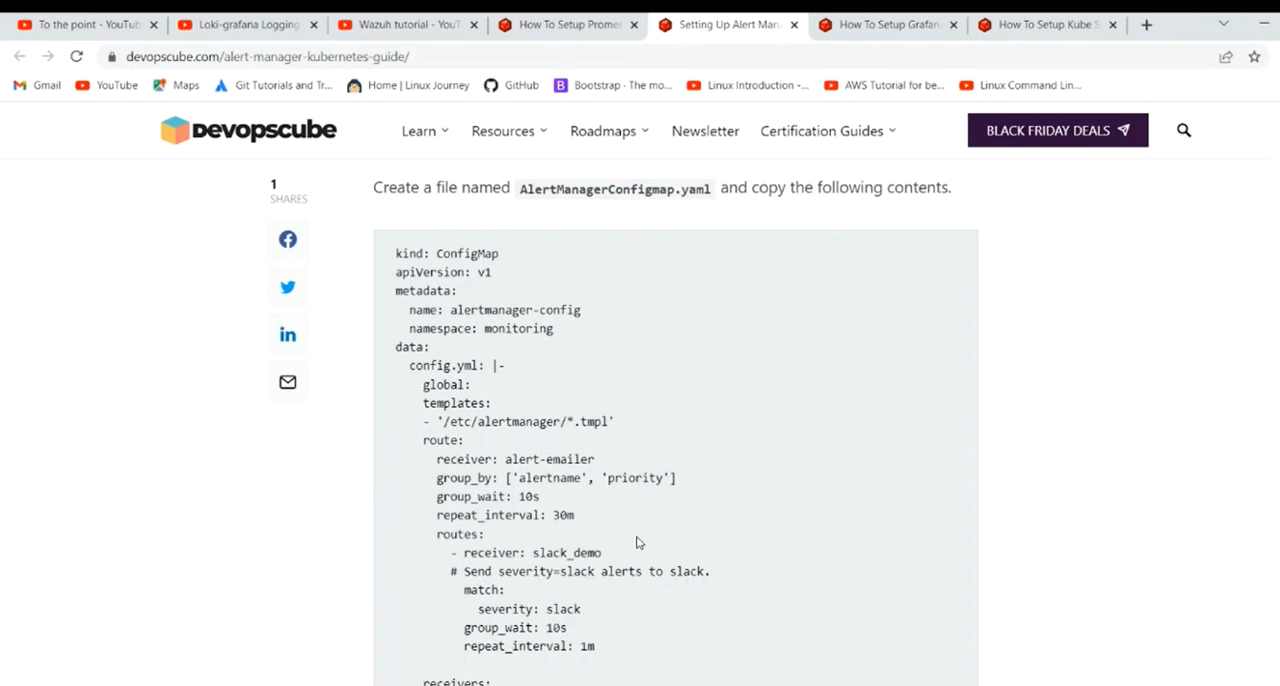 To the point - YouTub
Loki-grafana Logging
Wazuh tutorial - YouT
How To Setup Promet
Setting Up Alert Man
How To Setup Grafan
How To Setup Kube S
devopscube.com/alert-manager-kubernetes-guide/
Gmail
YouTube
Maps
Git Tutorials and Tr...
Home | Linux Journey
GitHub
Bootstrap · The mo...
Linux Introduction -...
AWS Tutorial for be...
Linux Command Lin...
DEVOPSCUBE
Learn
Resources
Roadmaps
Newsletter
Certification Guides
BLACK FRIDAY DEALS
1
SHARES
Create a file named AlertManagerConfigmap.yaml and copy the following contents.
kind: ConfigMap
apiVersion: v1
metadata:
  name: alertmanager-config
  namespace: monitoring
data:
  config.yml: |-
    global:
    templates:
    - '/etc/alertmanager/*.tmpl'
    route:
      receiver: alert-emailer
      group_by: ['alertname', 'priority']
      group_wait: 10s
      repeat_interval: 30m
      routes:
        - receiver: slack_demo
        # Send severity=slack alerts to slack.
          match:
            severity: slack
          group_wait: 10s
          repeat_interval: 1m
    receivers: